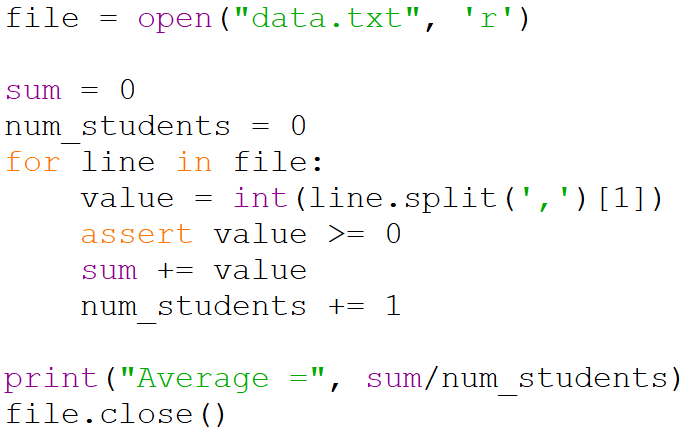 file = open("data.txt", 'r')
sum = 0
num_students = 0
for line in file:
    value = int(line.split(',')[1])
    assert value >= 0
    sum += value
    num_students += 1
print("Average =", sum/num_students)
file.close()